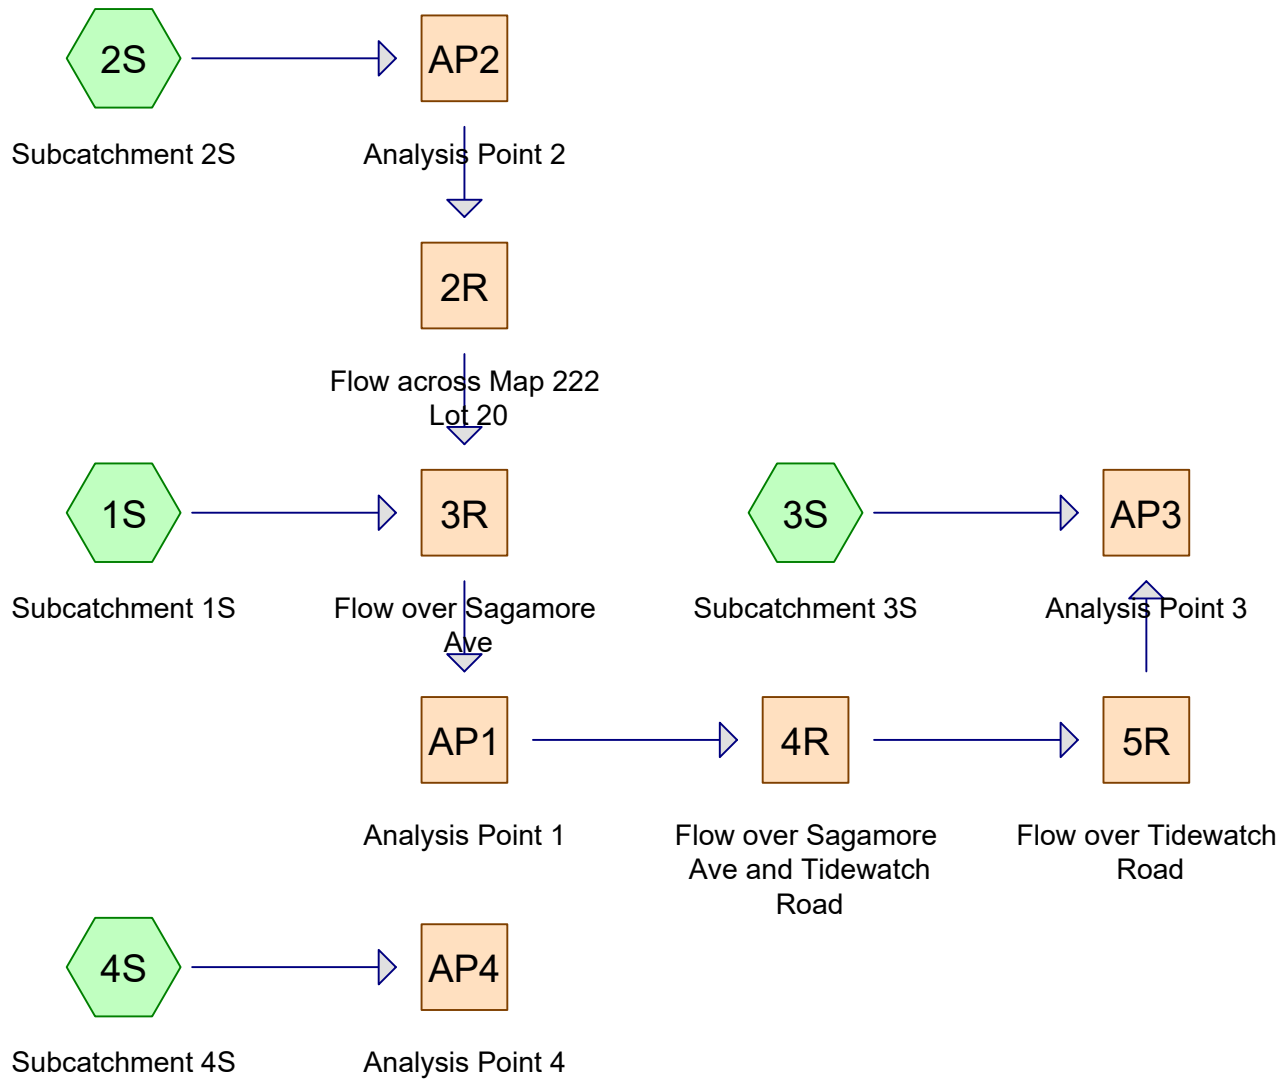 2S
AP2
Subcatchment 2S
Analysis Point 2
2R
Flow across Map 222
Lot 20
1S
3R
3S
AP3
Subcatchment 1S
Flow over Sagamore
Ave
Subcatchment 3S
Analysis Point 3
AP1
4R
5R
Analysis Point 1
Flow over Sagamore
Ave and Tidewatch
Road
Flow over Tidewatch
Road
4S
AP4
Subcatchment 4S
Analysis Point 4